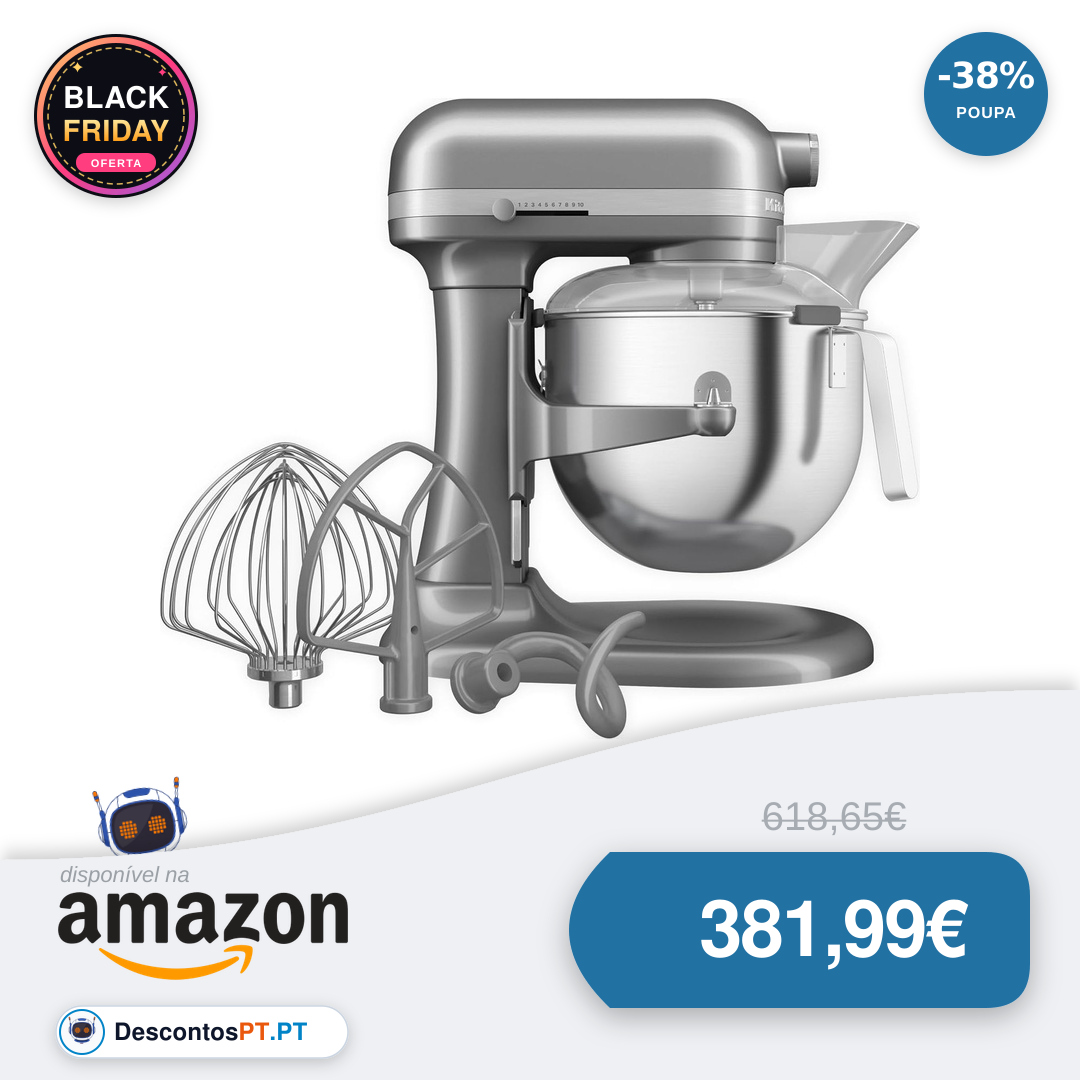 BLACK
FRIDAY
OFERTA
-38%
POUPA
1 2 3 4 5 6 7 8 9 10
618,65€
381,99€
disponível na
amazon
DescontosPT.PT